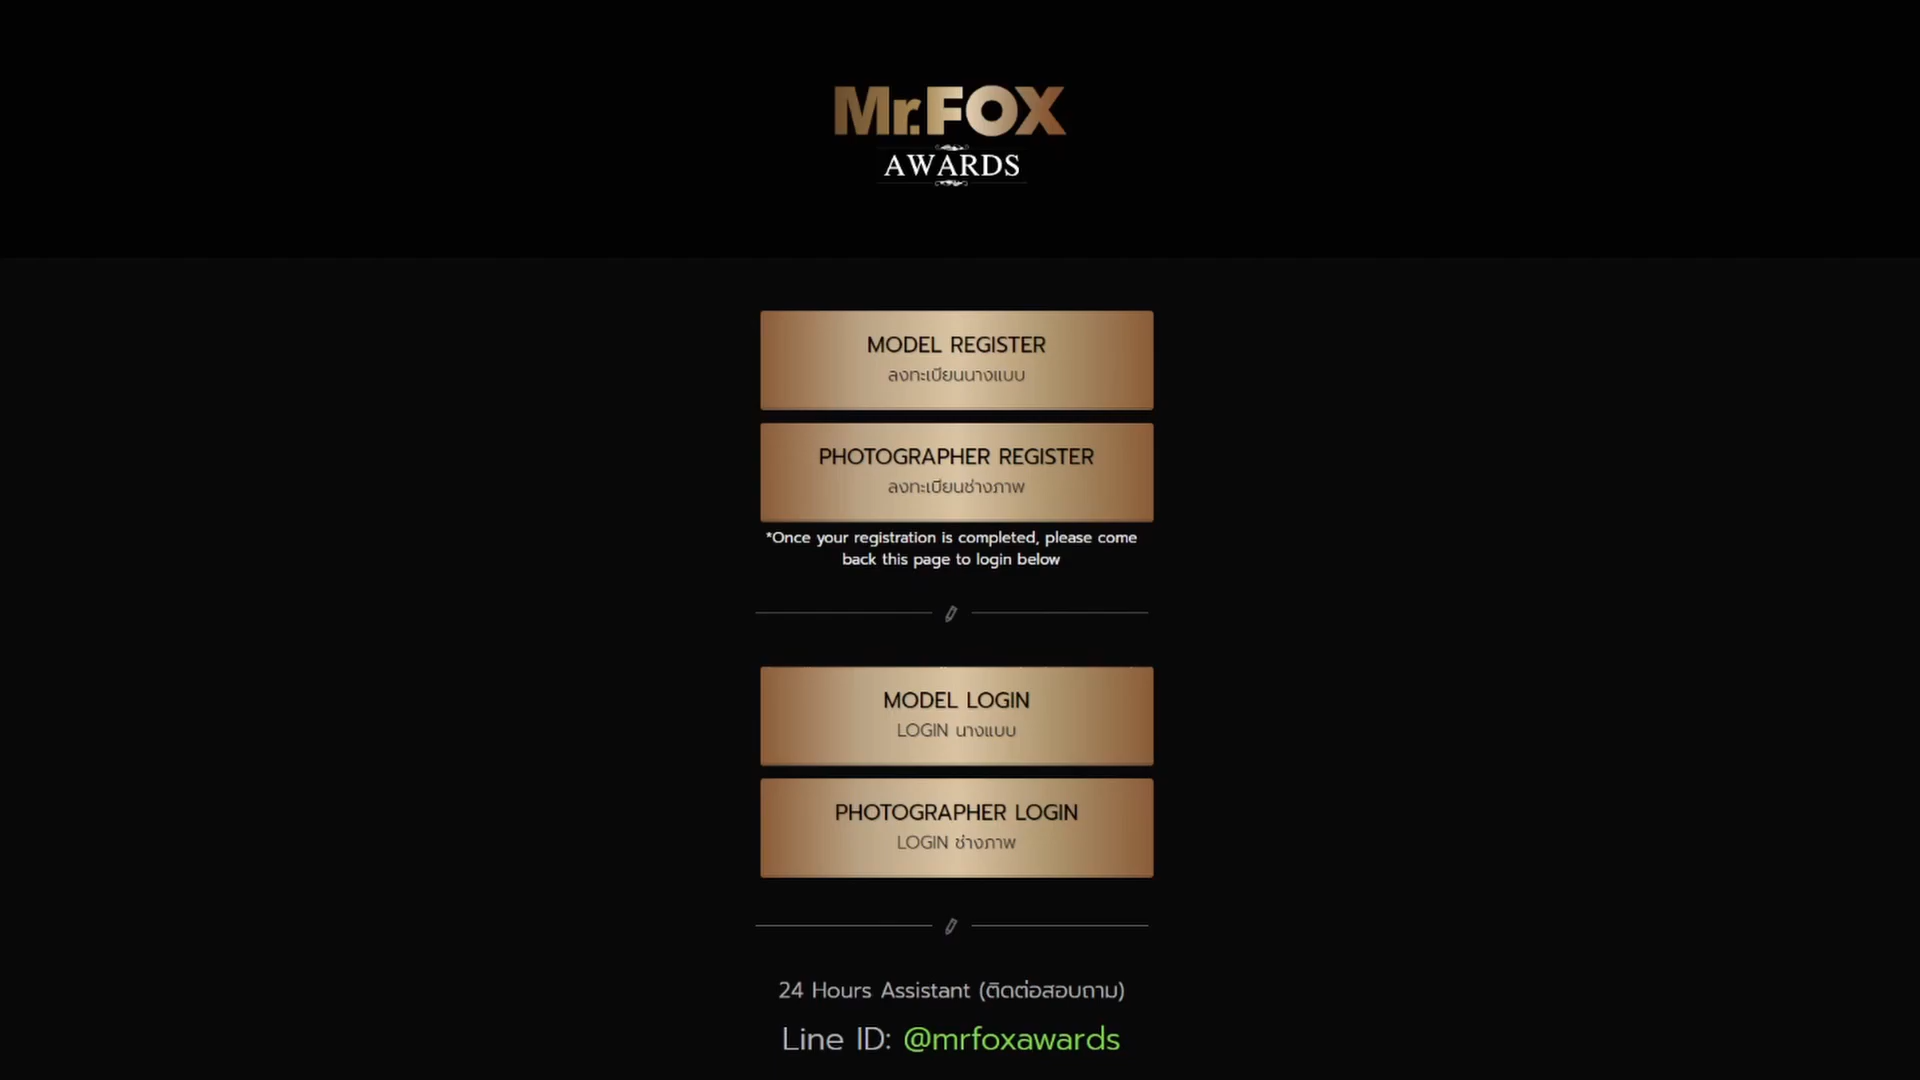 Mr.FOX
AWARDS
MODEL REGISTER
ลงทะเบียนนางแบบ
PHOTOGRAPHER REGISTER
ลงทะเบียนช่างภาพ
*Once your registration is completed, please come
back this page to login below
MODEL LOGIN
LOGIN นางแบบ
PHOTOGRAPHER LOGIN
LOGIN ช่างภาพ
24 Hours Assistant (ติดต่อสอบถาม)
Line ID: @mrfoxawards